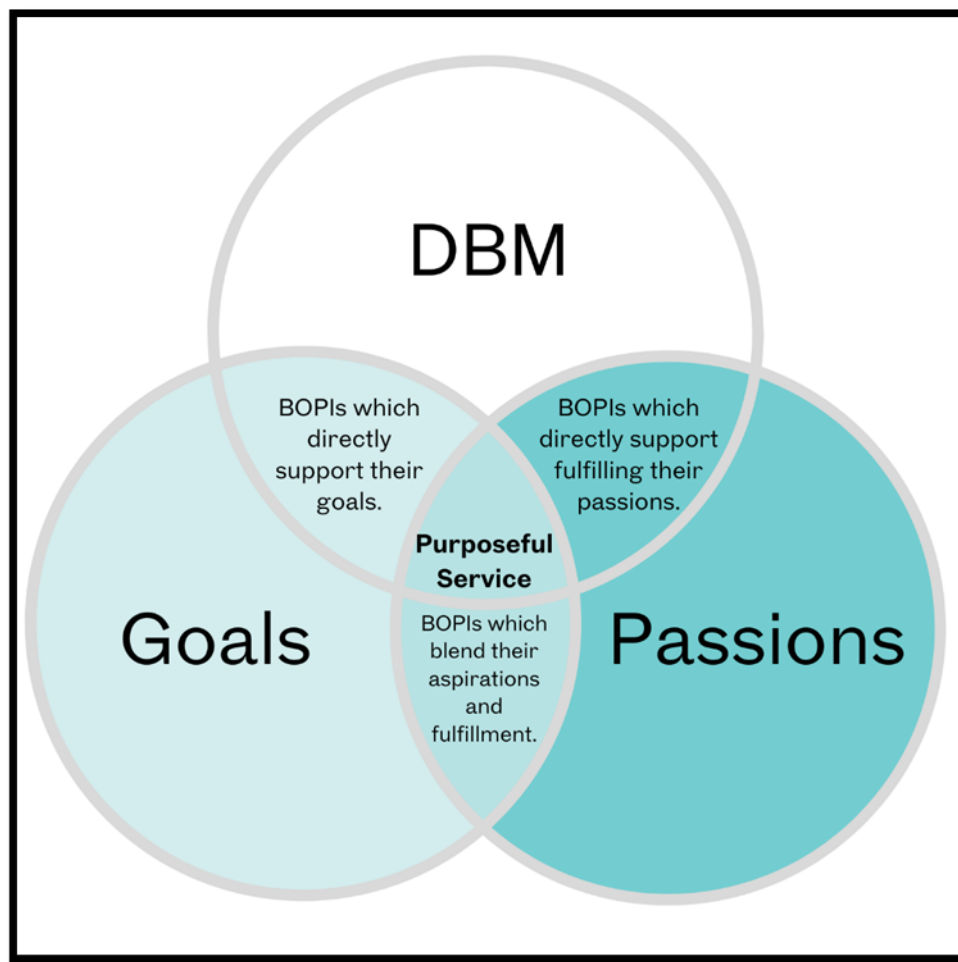 DBM
BOPIs which
directly
support their
goals.
BOPIs which
directly support
fulfilling their
passions.
Purposeful
Service
Goals
Passions
BOPIs which
blend their
aspirations
and
fulfillment.